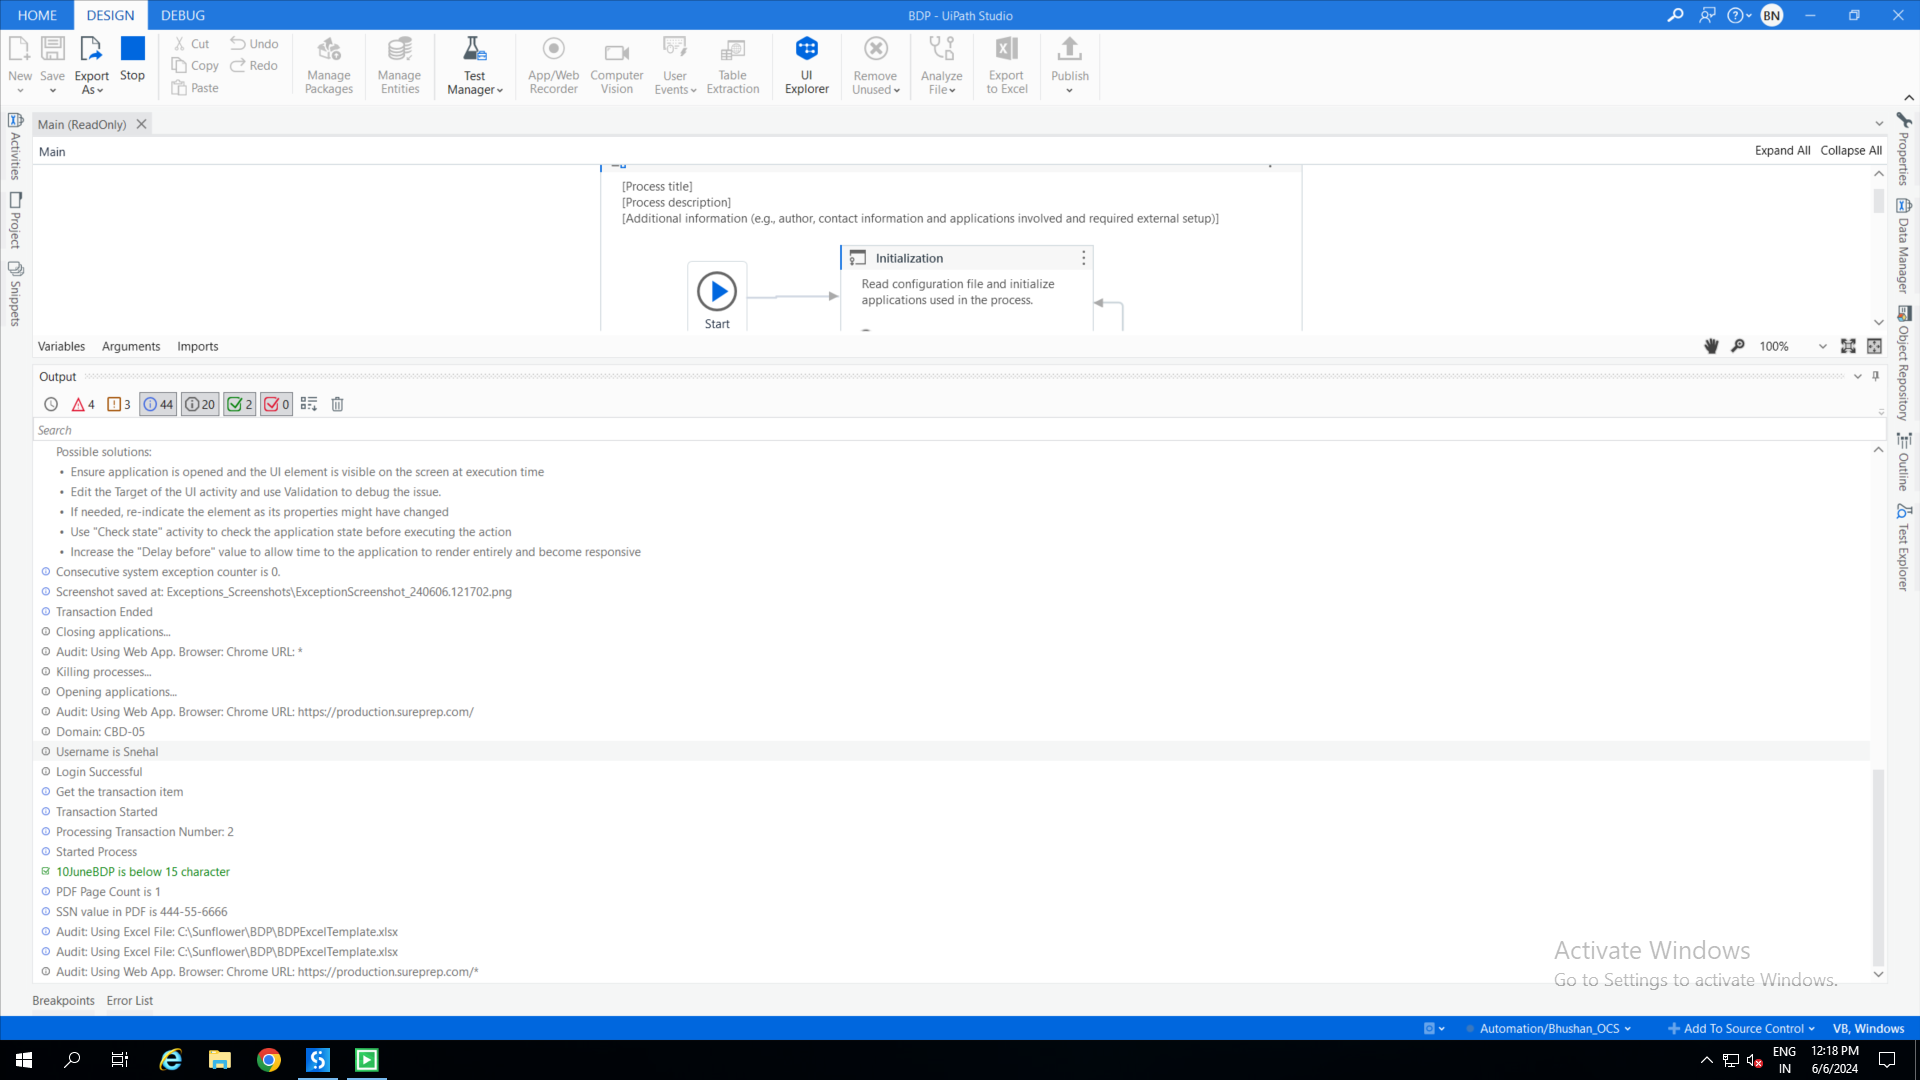 HOME DESIGN DEBUG BDP - UiPath Studio BN
New Save Export As Stop Cut Copy Paste Undo Redo Manage Packages Manage Entities Test Manager App/Web Recorder Computer Vision User Events Table Extraction UI Explorer Remove Unused Analyze File Export to Excel Publish
Main (ReadOnly)
Main Expand All Collapse All
[Process title]
[Process description]
[Additional information (e.g., author, contact information and applications involved and required external setup)]
Initialization
Read configuration file and initialize
applications used in the process.
Start
Activities
Project
Snippets
Properties
Data Manager
Object Repository
Outline
Test Explorer
Variables Arguments Imports 100%
Output
4 3 44 20 2 0
Search
Possible solutions:
• Ensure application is opened and the UI element is visible on the screen at execution time
• Edit the Target of the UI activity and use Validation to debug the issue.
• If needed, re-indicate the element as its properties might have changed
• Use "Check state" activity to check the application state before executing the action
• Increase the "Delay before" value to allow time to the application to render entirely and become responsive
Consecutive system exception counter is 0.
Screenshot saved at: Exceptions_Screenshots\ExceptionScreenshot_240606.121702.png
Transaction Ended
Closing applications...
Audit: Using Web App. Browser: Chrome URL: *
Killing processes...
Opening applications...
Audit: Using Web App. Browser: Chrome URL: https://production.sureprep.com/
Domain: CBD-05
Username is Snehal
Login Successful
Get the transaction item
Transaction Started
Processing Transaction Number: 2
Started Process
10JuneBDP is below 15 character
PDF Page Count is 1
SSN value in PDF is 444-55-6666
Audit: Using Excel File: C:\Sunflower\BDP\BDPExcelTemplate.xlsx
Audit: Using Excel File: C:\Sunflower\BDP\BDPExcelTemplate.xlsx
Audit: Using Web App. Browser: Chrome URL: https://production.sureprep.com/*
Activate Windows
Go to Settings to activate Windows.
Breakpoints Error List
Automation/Bhushan_OCS Add To Source Control VB, Windows
ENG 12:18 PM
IN 6/6/2024